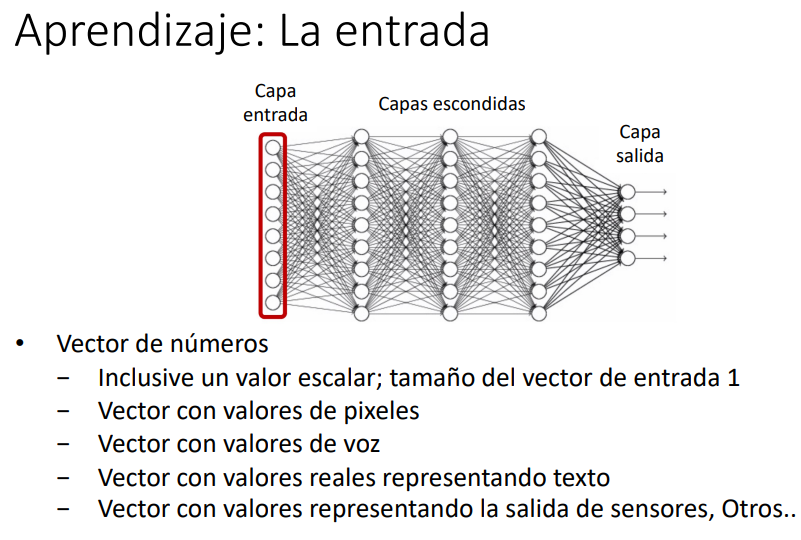 Aprendizaje: La entrada
Capa
entrada
Capas escondidas
Capa
salida
• Vector de números
– Inclusive un valor escalar; tamaño del vector de entrada 1
– Vector con valores de pixeles
– Vector con valores de voz
– Vector con valores reales representando texto
– Vector con valores representando la salida de sensores, Otros..